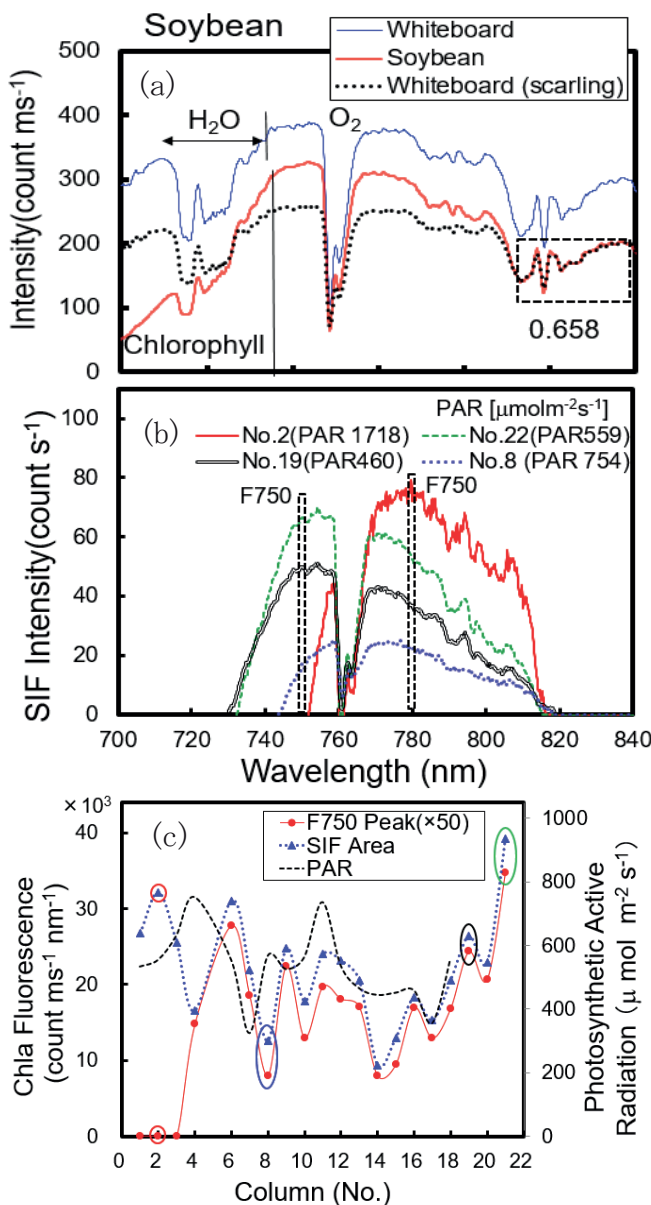 Soybean
Whiteboard
Soybean
Whiteboard (scarling)
(a)
H2O
O2
Chlorophyll
0.658
Intensity(count ms-1)
500
400
300
200
100
0
(b)
PAR [μmolm-2s-1]
No.2(PAR 1718)
No.22(PAR559)
No.19(PAR460)
No.8 (PAR 754)
F750
F750
SIF Intensity(count s-1)
100
80
60
40
20
0
700 720 740 760 780 800 820 840
Wavelength (nm)
× 103
(c)
F750 Peak(×50)
SIF Area
PAR
Chla Fluorescence
(count ms-1 nm-1)
40
30
20
10
0
1000
800
600
400
200
0
Photosynthetic Active
Radiation (μ mol m-2 s-1)
0 2 4 6 8 10 12 14 16 18 20 22
Column (No.)